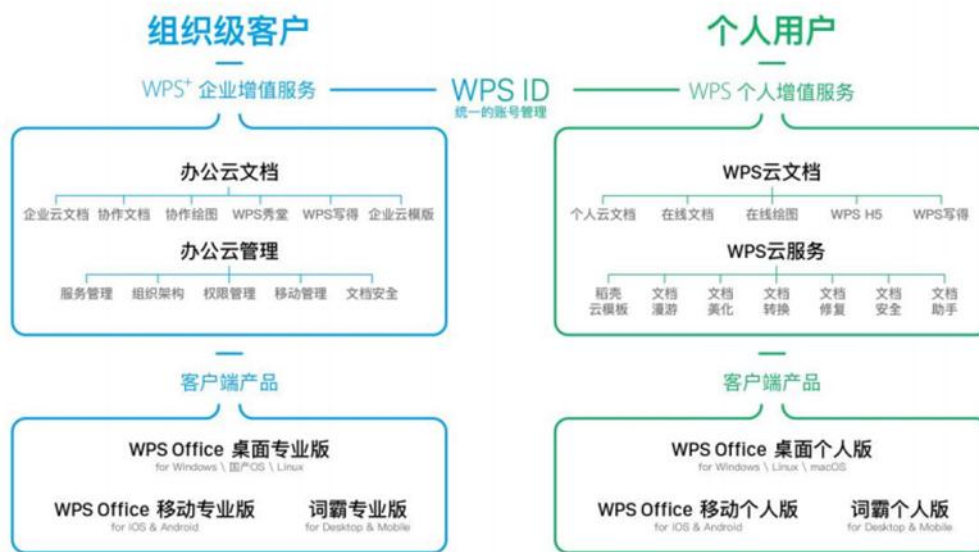 组织级客户
WPS⁺ 企业增值服务
办公云文档
企业云文档 协作文档 协作绘图 WPS秀堂 WPS写得 企业云模版
办公云管理
服务管理 组织架构 权限管理 移动管理 文档安全
客户端产品
WPS Office 桌面专业版
for Windows \ 国产OS \ Linux
WPS Office 移动专业版
for IOS & Android
词霸专业版
for Desktop & Mobile
WPS ID
统一的账号管理
个人用户
WPS 个人增值服务
WPS云文档
个人云文档 在线文档 在线绘图 WPS H5 WPS写得
WPS云服务
稻壳 文档 文档 文档 文档 文档 文档
云模板 漫游 美化 转换 修复 安全 助手
客户端产品
WPS Office 桌面个人版
for Windows \ Linux \ macOS
WPS Office 移动个人版
for IOS & Android
词霸个人版
for Desktop & Mobile